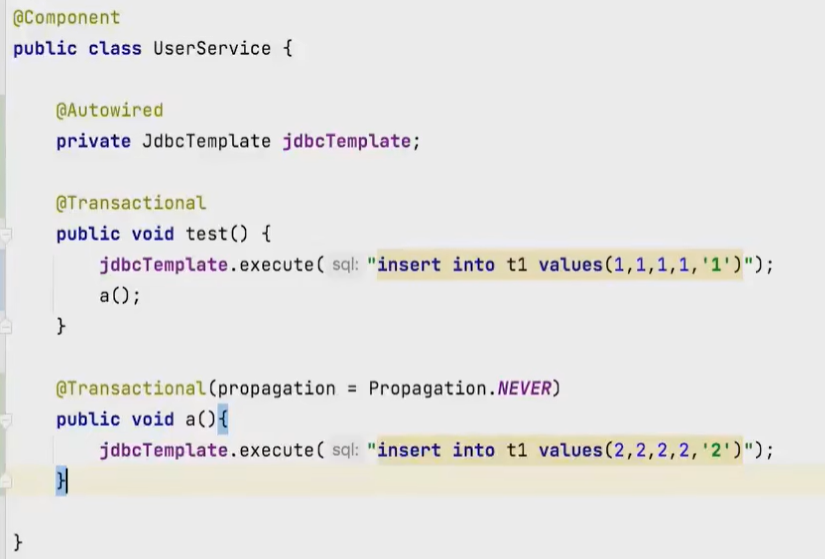 @Component
public class UserService {
@Autowired
private JdbcTemplate jdbcTemplate;
@Transactional
public void test() {
jdbcTemplate.execute( sql: "insert into t1 values(1,1,1,1,'1')");
a();
}
@Transactional(propagation = Propagation.NEVER)
public void a(){
jdbcTemplate.execute( sql: "insert into t1 values(2,2,2,2,'2')");
}
}